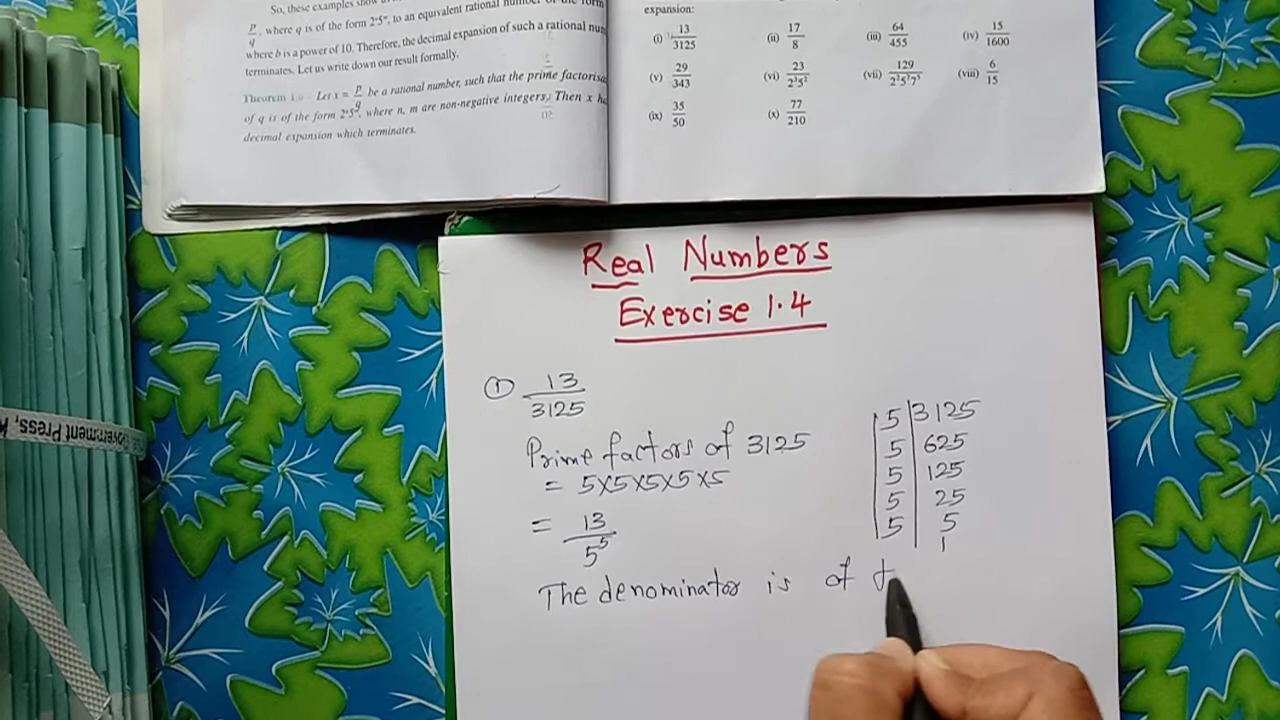 So, these examples show
p/q, where q is of the form 2ⁿ5ᵐ, to an equivalent rational number of the form
where b is a power of 10. Therefore, the decimal expansion of such a rational num
terminates. Let us write down our result formally.
Theorem Let x = p/q be a rational number, such that the prime factorisa
of q is of the form 2ⁿ5ᵐ, where n, m are non-negative integers. Then x ha
decimal expansion which terminates.
expansion:
(i) 13/3125 (ii) 17/8 (iii) 64/455 (iv) 15/1600
(v) 29/343 (vi) 23/2³5² (vii) 129/2²5⁷7⁵ (viii) 6/15
(ix) 35/50 (x) 77/210
Government Press,
Real Numbers
Exercise 1.4
① 13/3125
Prime factors of 3125
= 5×5×5×5×5
= 13/5⁵
The denominator is of
5 3125
5 625
5 125
5 25
5 5
1